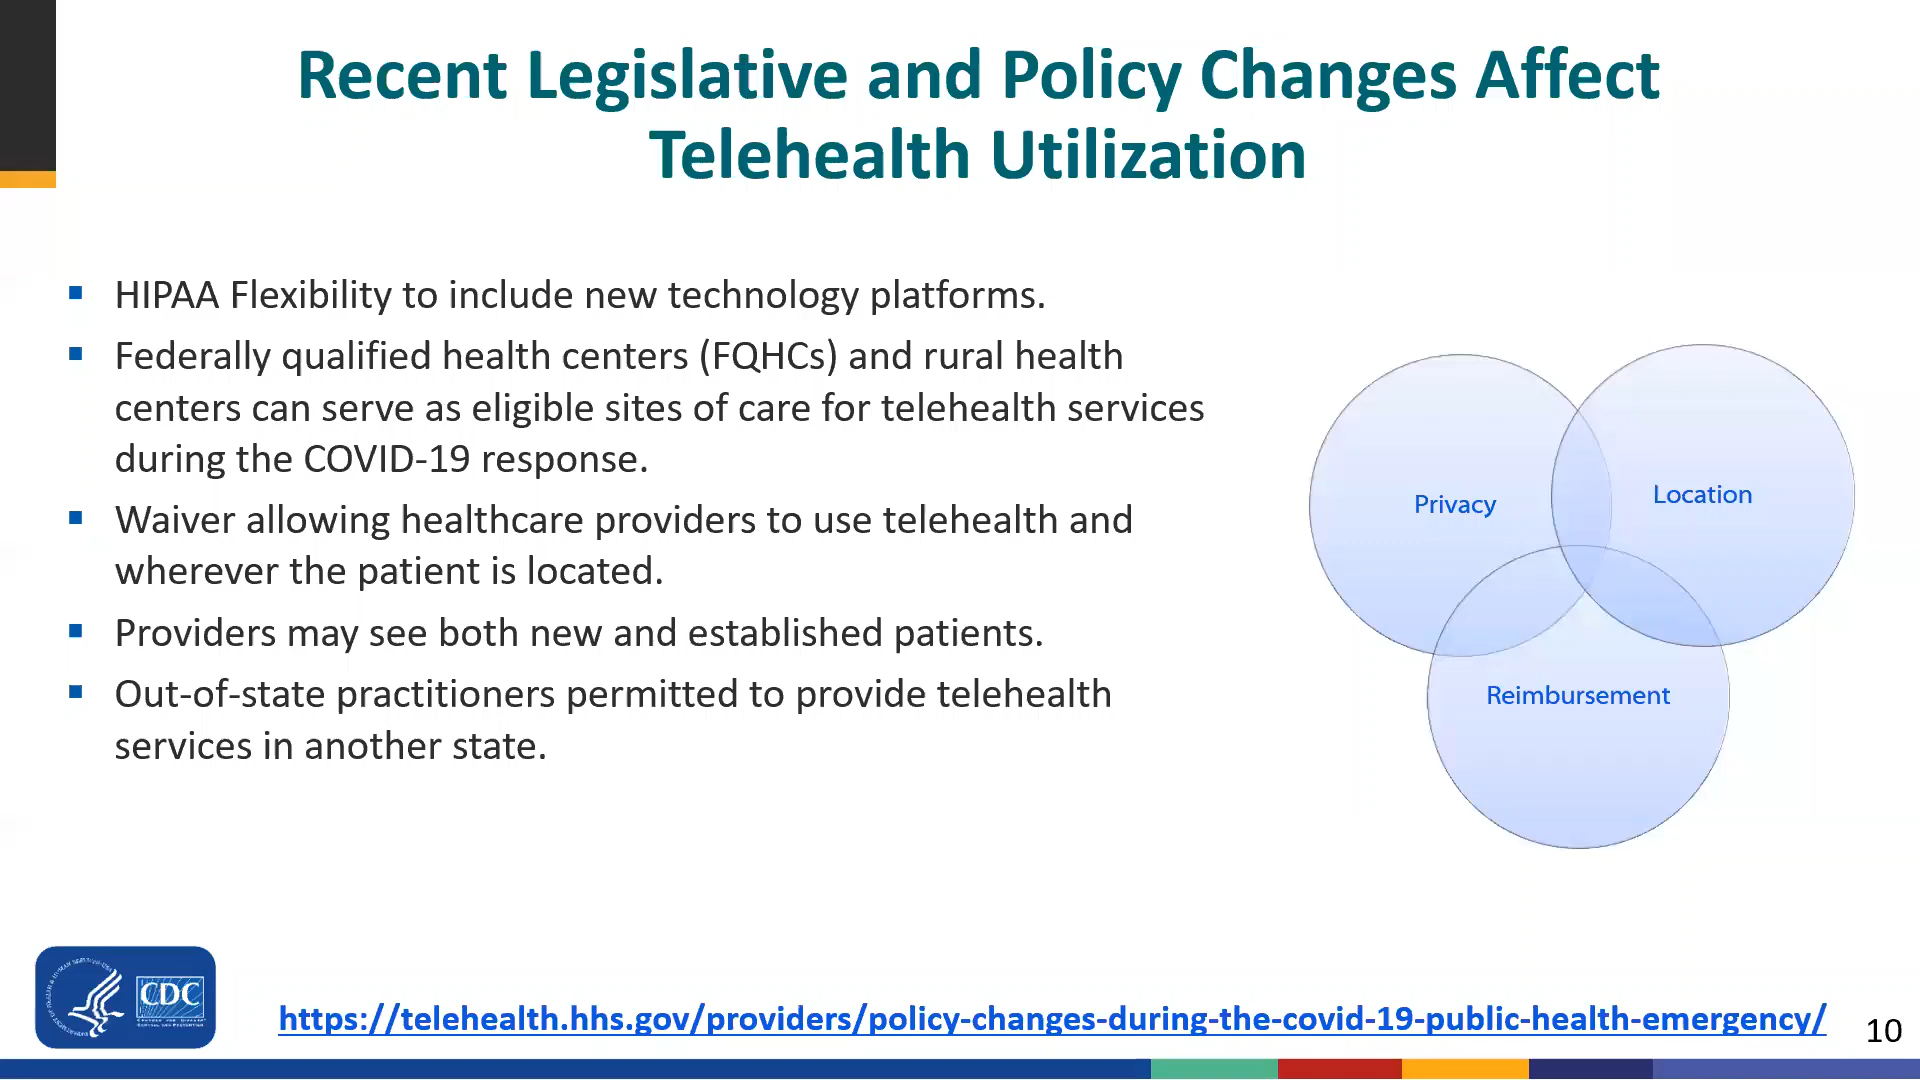 Recent Legislative and Policy Changes Affect
Telehealth Utilization
HIPAA Flexibility to include new technology platforms.
Federally qualified health centers (FQHCs) and rural health
centers can serve as eligible sites of care for telehealth services
during the COVID-19 response.
Waiver allowing healthcare providers to use telehealth and
wherever the patient is located.
Providers may see both new and established patients.
Out-of-state practitioners permitted to provide telehealth
services in another state.
Privacy
Location
Reimbursement
CDC
https://telehealth.hhs.gov/providers/policy-changes-during-the-covid-19-public-health-emergency/
10